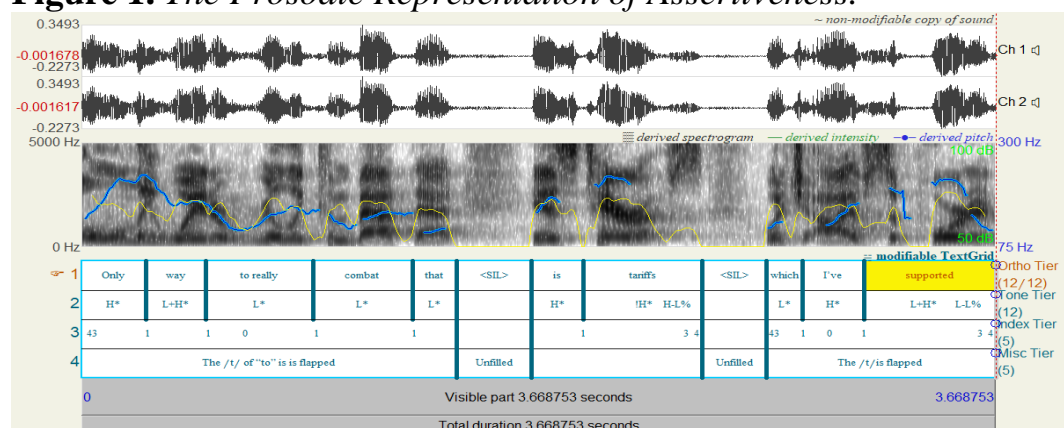 Figure 1. The Prosodic Representation of Assertiveness.
~ non-modifiable copy of sound
0.3493
-0.001678
-0.2273
Ch 1
0.3493
-0.001617
-0.2273
Ch 2
derived spectrogram derived intensity derived pitch
5000 Hz 100 dB 300 Hz
0 Hz 50 dB 75 Hz
modifiable TextGrid
1 Only way to really combat that <SIL> is tariffs <SIL> which I've supported Ortho Tier (12/12)
2 H* L+H* L* L* L* H* !H* H-L% L* H* L+H* L-L% Tone Tier (12)
3 43 1 1 0 1 1 1 3 4 43 1 0 1 3 4 Index Tier (5)
4 The /t/ of "to" is is flapped Unfilled Unfilled The /t/is flapped Misc Tier (5)
0 Visible part 3.668753 seconds 3.668753
Total duration 3.668753 seconds